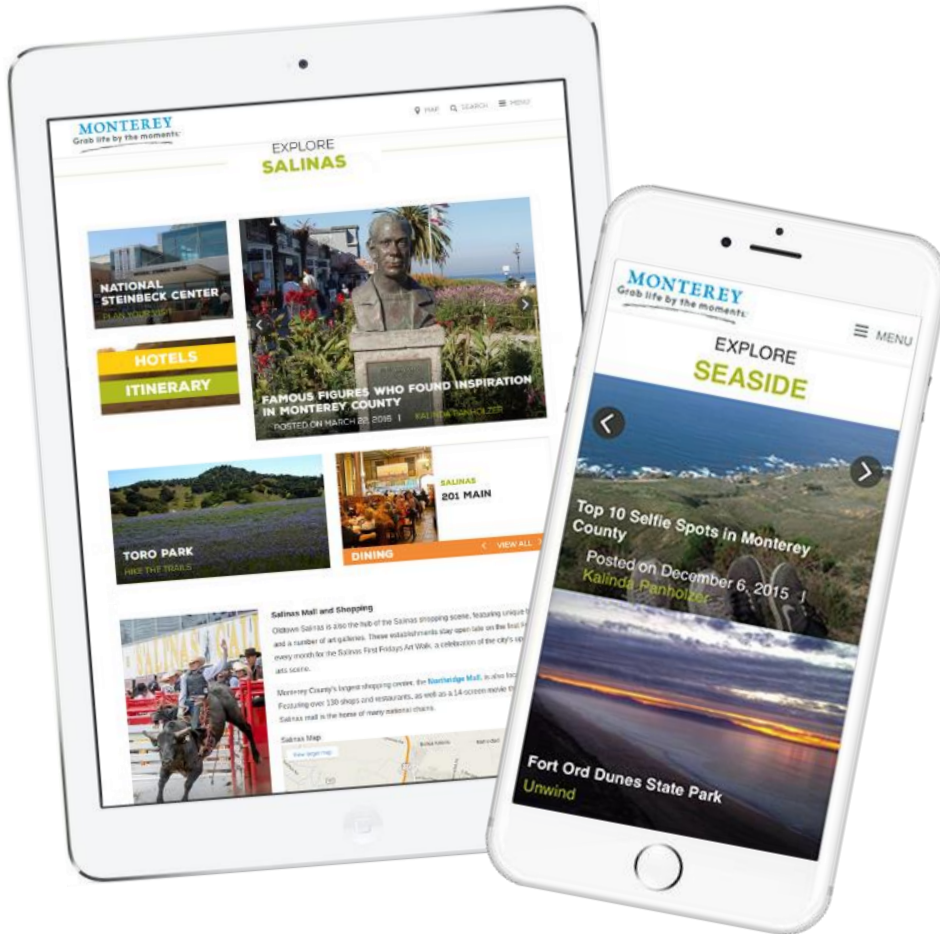 MONTEREY
Grab life by the moments
MAP SEARCH MENU
EXPLORE
SALINAS
NATIONAL
STEINBECK CENTER
PLAN YOUR VISIT
HOTELS
ITINERARY
FAMOUS FIGURES WHO FOUND INSPIRATION
IN MONTEREY COUNTY
POSTED ON MARCH 22, 2016 | KALINDA PANHOLZER
TORO PARK
HIKE THE TRAILS
SALINAS
201 MAIN
DINING VIEW ALL
Salinas Mall and Shopping
Oldtown Salinas is also the hub of the Salinas shopping scene, featuring unique
and a number of art galleries. These establishments stay open late on the first
every month for the Salinas First Fridays Art Walk, a celebration of the city's
arts scene.
Monterey County's largest shopping center, the Northridge Mall, is also
Featuring over 130 shops and restaurants, as well as a 14-screen movie
Salinas mall is the home of many national chains.
Salinas Map
View larger map
MONTEREY
Grab life by the moments
MENU
EXPLORE
SEASIDE
Top 10 Selfie Spots in Monterey
County
Posted on December 6, 2015 |
Kalinda Panholzer
Fort Ord Dunes State Park
Unwind